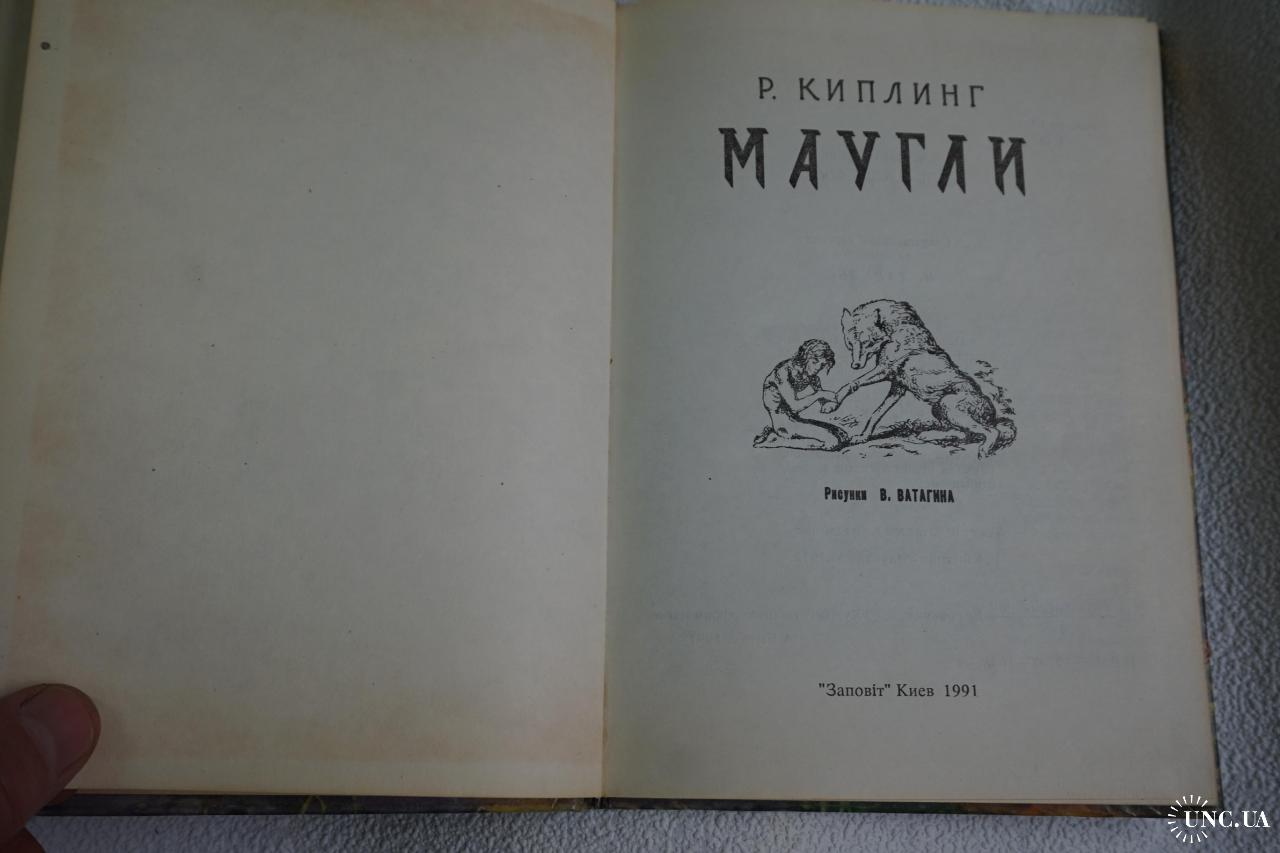 Р. КИПЛИНГ
МАУГЛИ
Рисунки В. ВАТАГИНА
"Заповіт" Киев 1991
UNC.UA